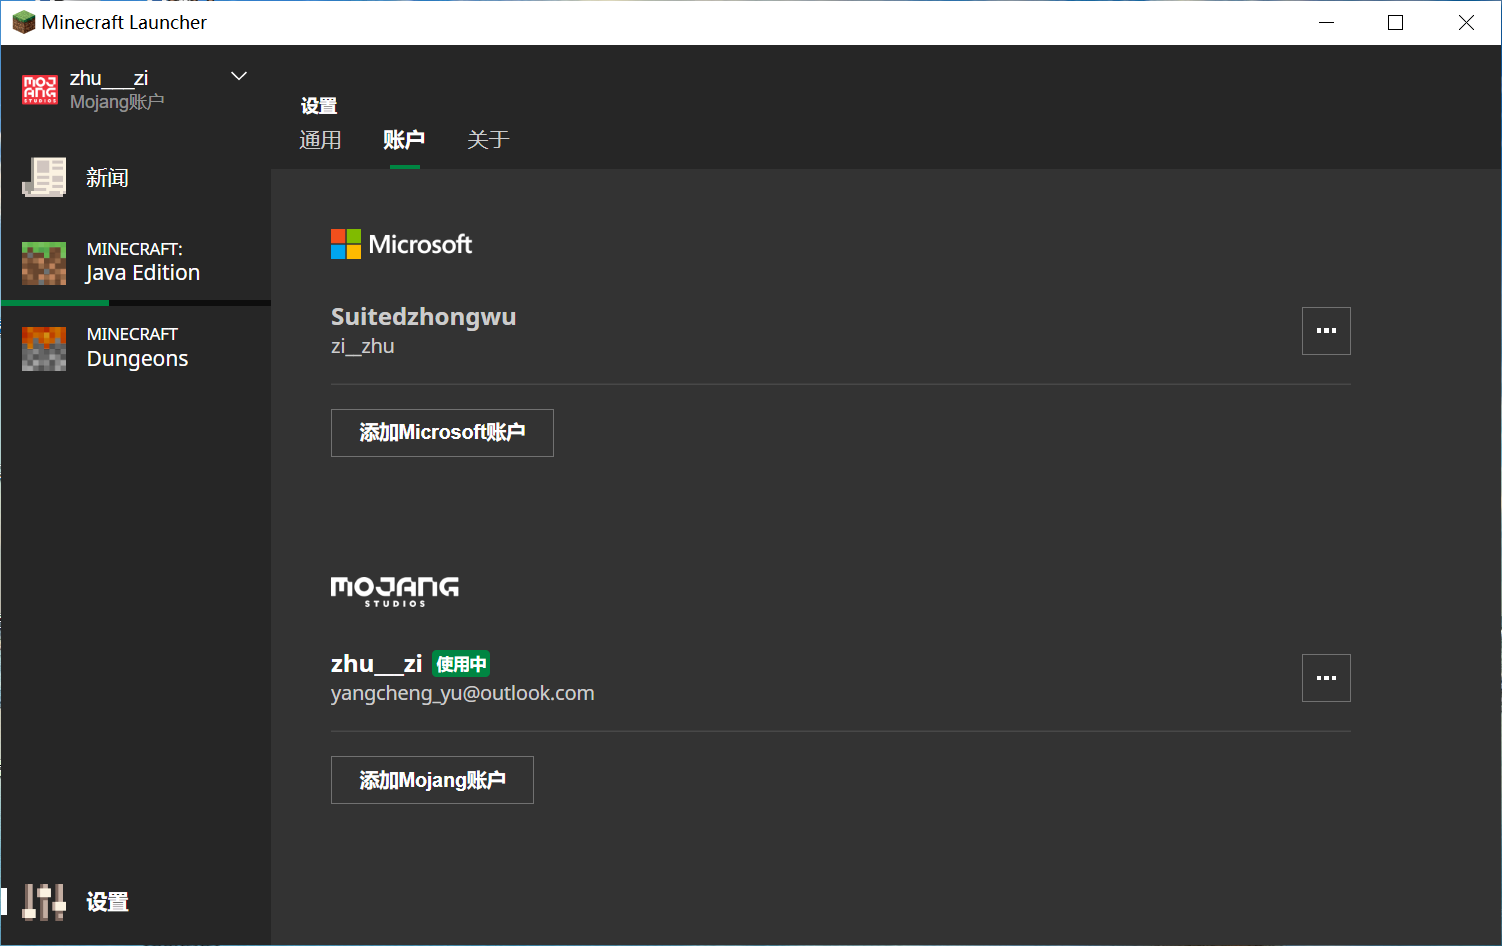 Minecraft Launcher
MOJANG
STUDIOS
zhu___zi
Mojang账户
新闻
MINECRAFT:
Java Edition
MINECRAFT
Dungeons
设置
设置
通用 账户 关于
Microsoft
Suitedzhongwu
zi__zhu
添加Microsoft账户
MOJANG
STUDIOS
zhu___zi 使用中
yangcheng_yu@outlook.com
添加Mojang账户